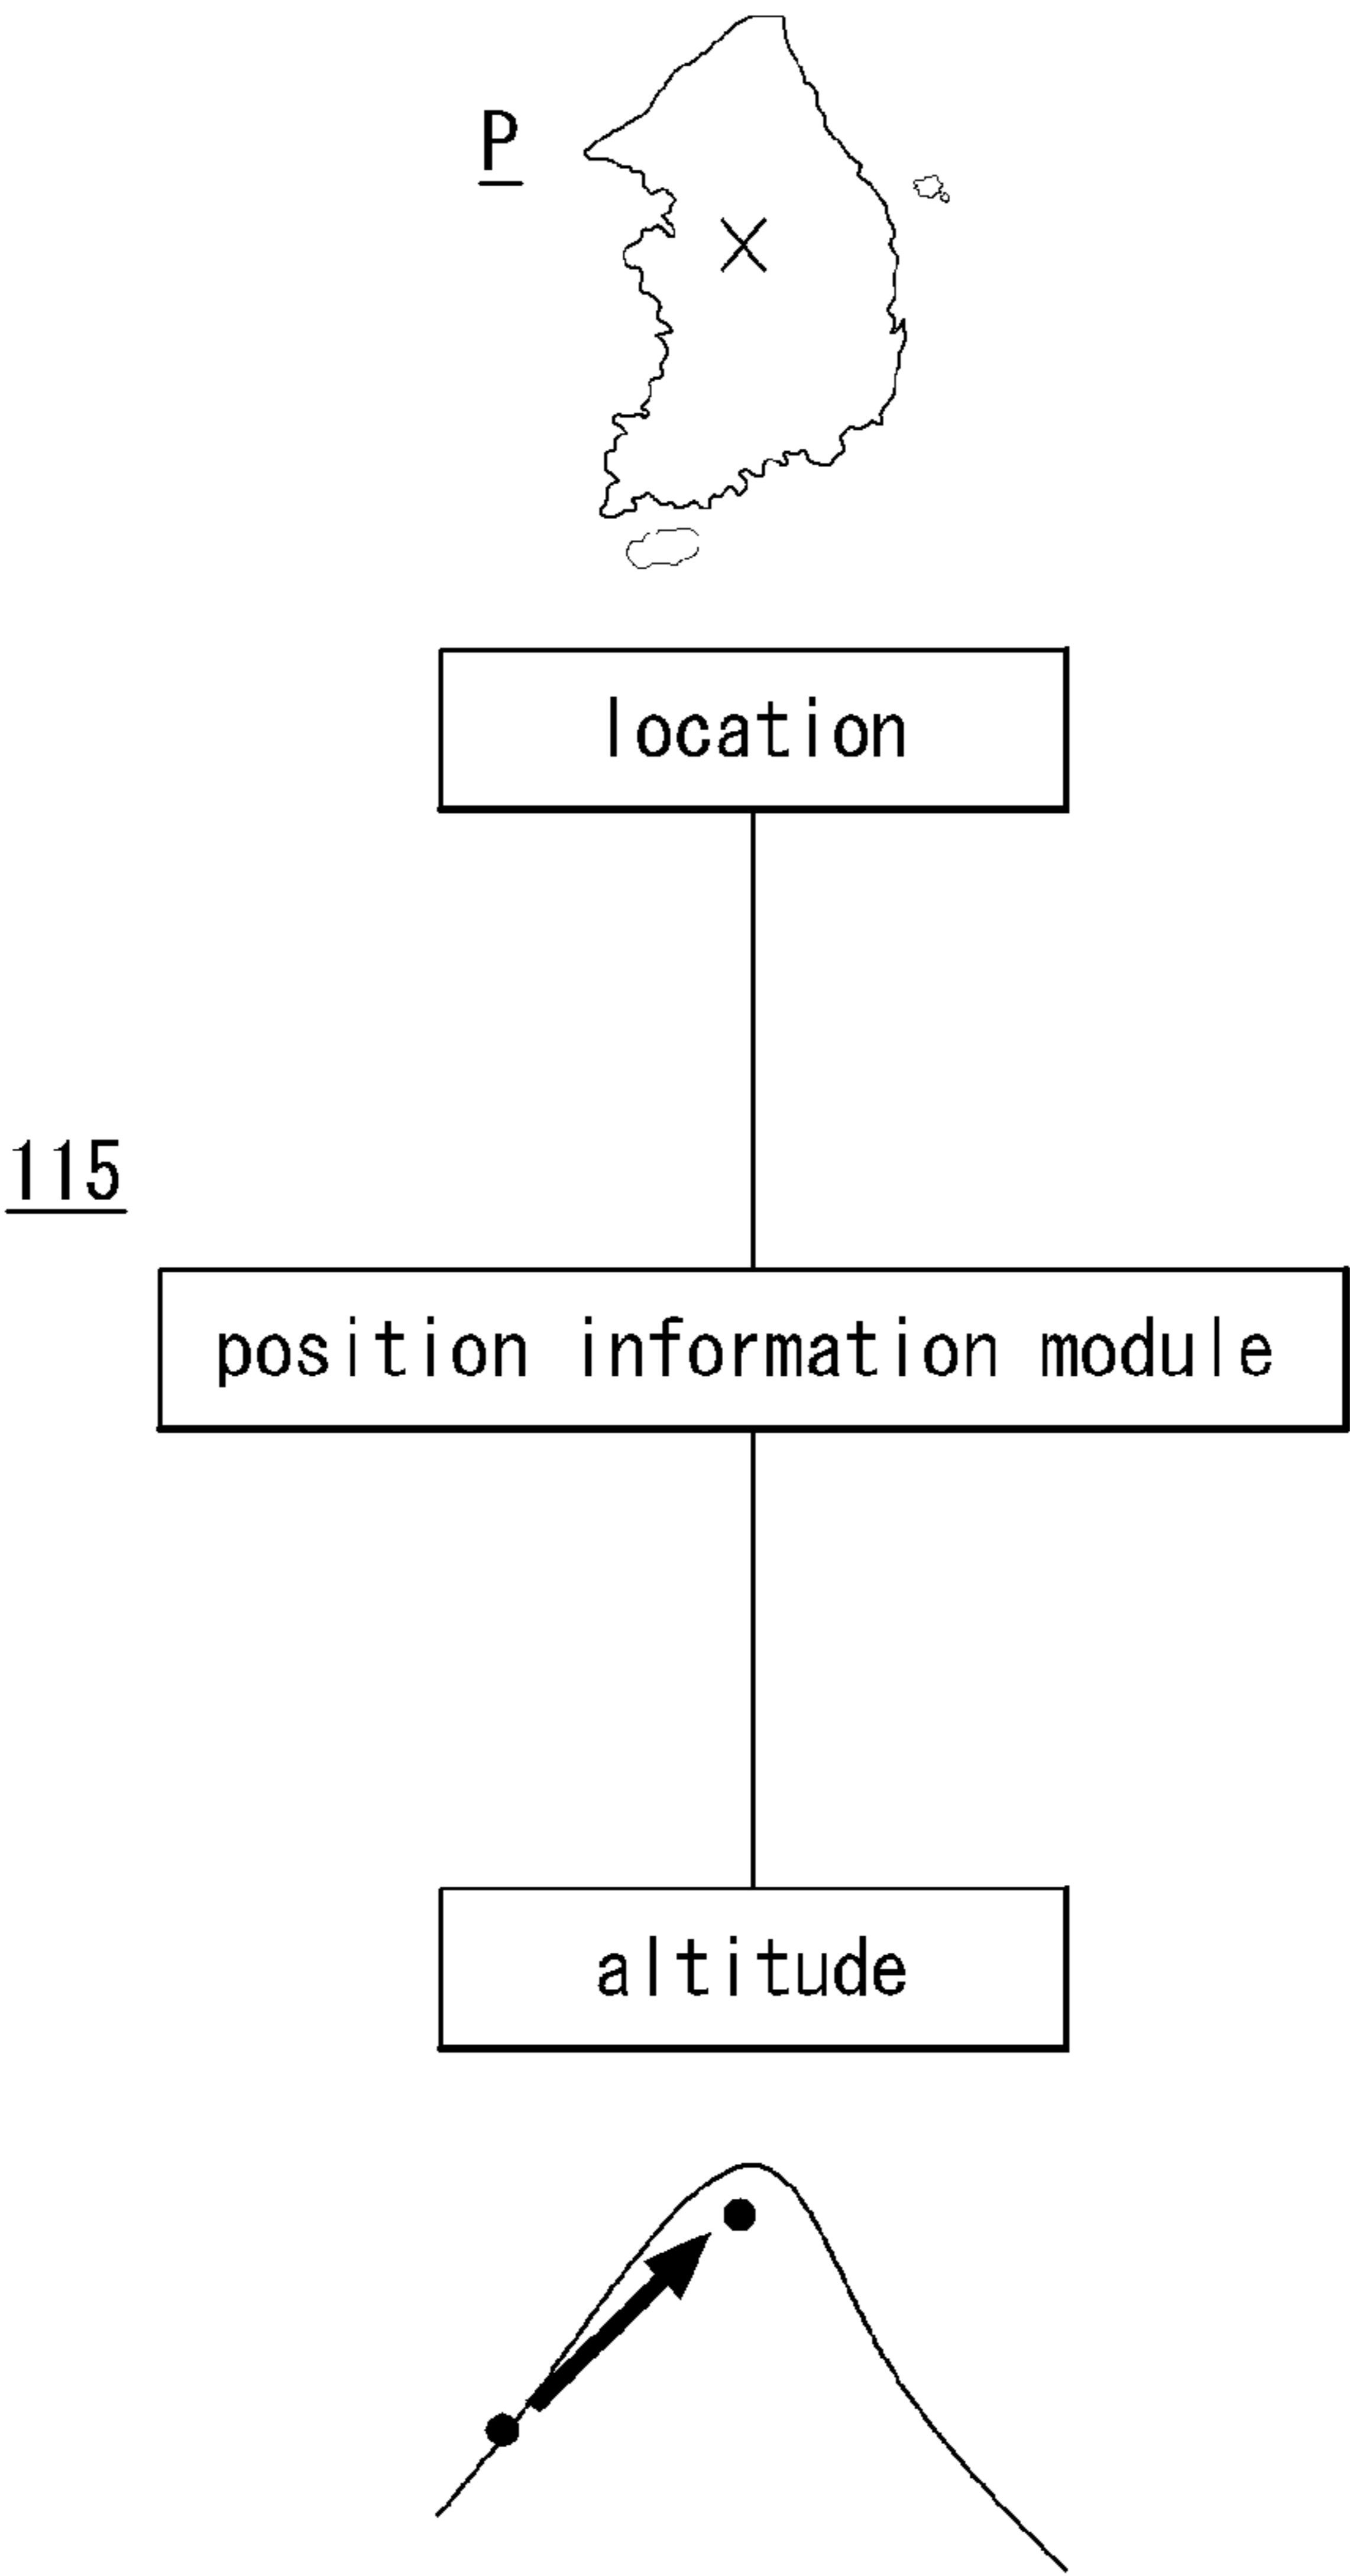 P
location
115
position information module
altitude